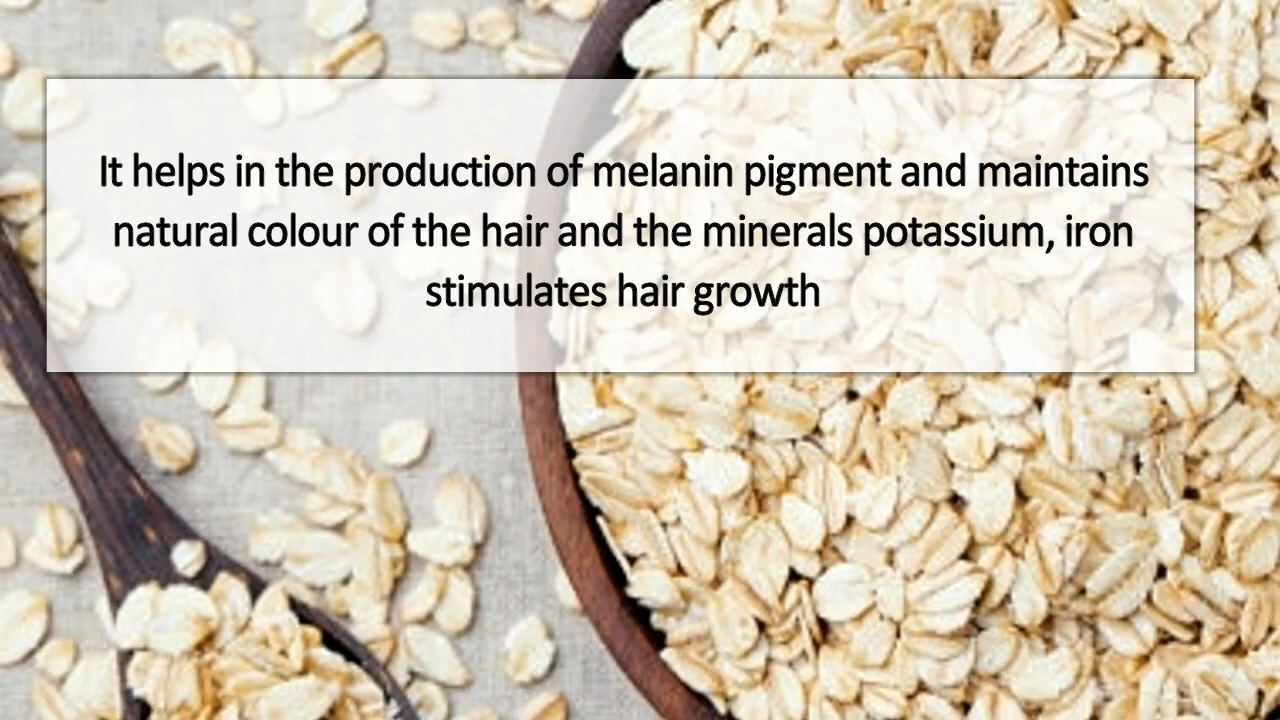 It helps in the production of melanin pigment and maintains
natural colour of the hair and the minerals potassium, iron
stimulates hair growth